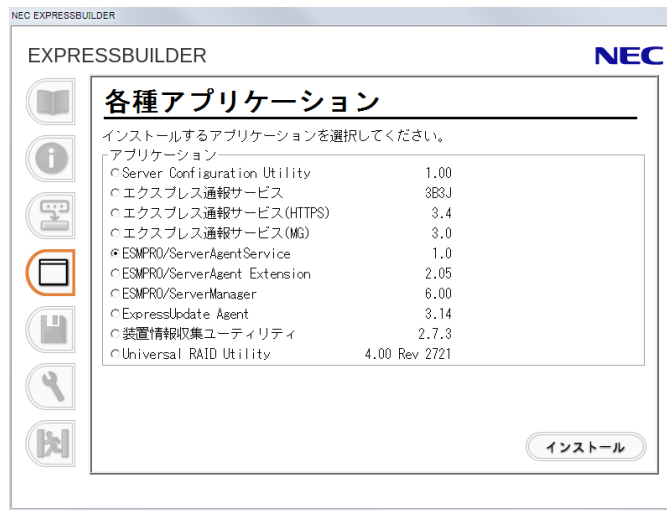 NEC EXPRESSBUILDER
EXPRESSBUILDER
NEC
各種アプリケーション
インストールするアプリケーションを選択してください。
アプリケーション
Server Configuration Utility 1.00
エクスプレス通報サービス 3B3J
エクスプレス通報サービス(HTTPS) 3.4
エクスプレス通報サービス(MG) 3.0
ESMPRO/ServerAgentService 1.0
ESMPRO/ServerAgent Extension 2.05
ESMPRO/ServerManager 6.00
ExpressUpdate Agent 3.14
装置情報収集ユーティリティ 2.7.3
Universal RAID Utility 4.00 Rev 2721
インストール